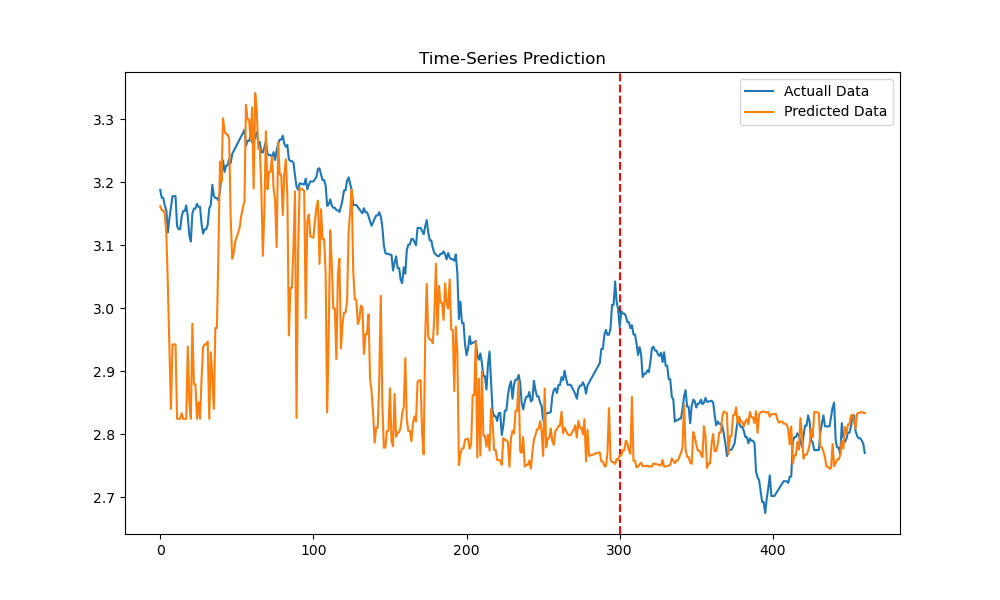 Time-Series Prediction
Actuall Data
Predicted Data
3.3
3.2
3.1
3.0
2.9
2.8
2.7
0 100 200 300 400